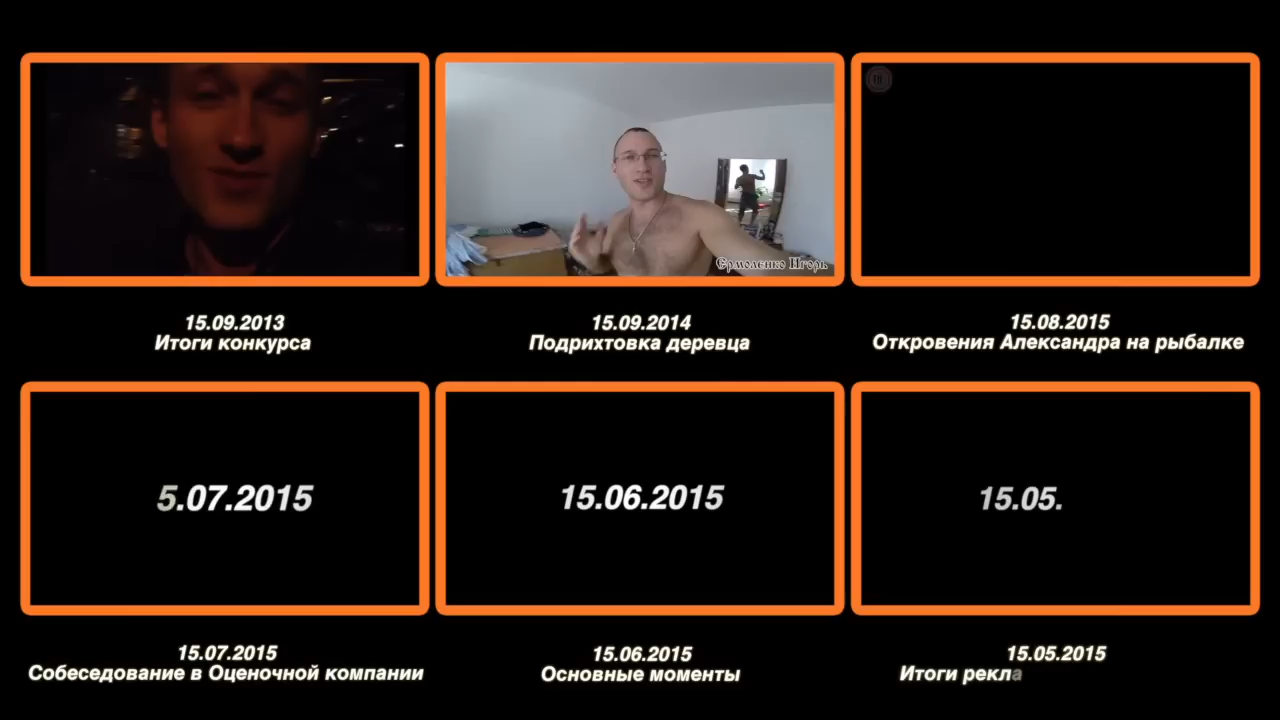 Ермоленко Игорь
15.09.2013
Итоги конкурса
15.09.2014
Подрихтовка деревца
15.08.2015
Откровения Александра на рыбалке
5.07.2015
15.06.2015
15.05.
15.07.2015
Собеседование в Оценочной компании
15.06.2015
Основные моменты
15.05.2015
Итоги рекла